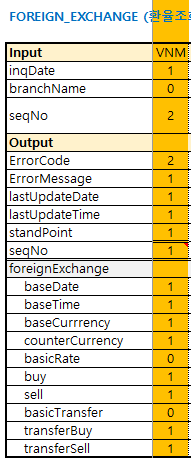 FOREIGN_EXCHANGE (환율조회
Input VNM
inqDate 1
branchName 0
seqNo 2
Output
ErrorCode 2
ErrorMessage 1
lastUpdateDate 1
lastUpdateTime 1
standPoint 1
seqNo 1
foreignExchange
baseDate 1
baseTime 1
baseCurrrency 1
counterCurrency 1
basicRate 0
buy 1
sell 1
basicTransfer 0
transferBuy 1
transferSell 1